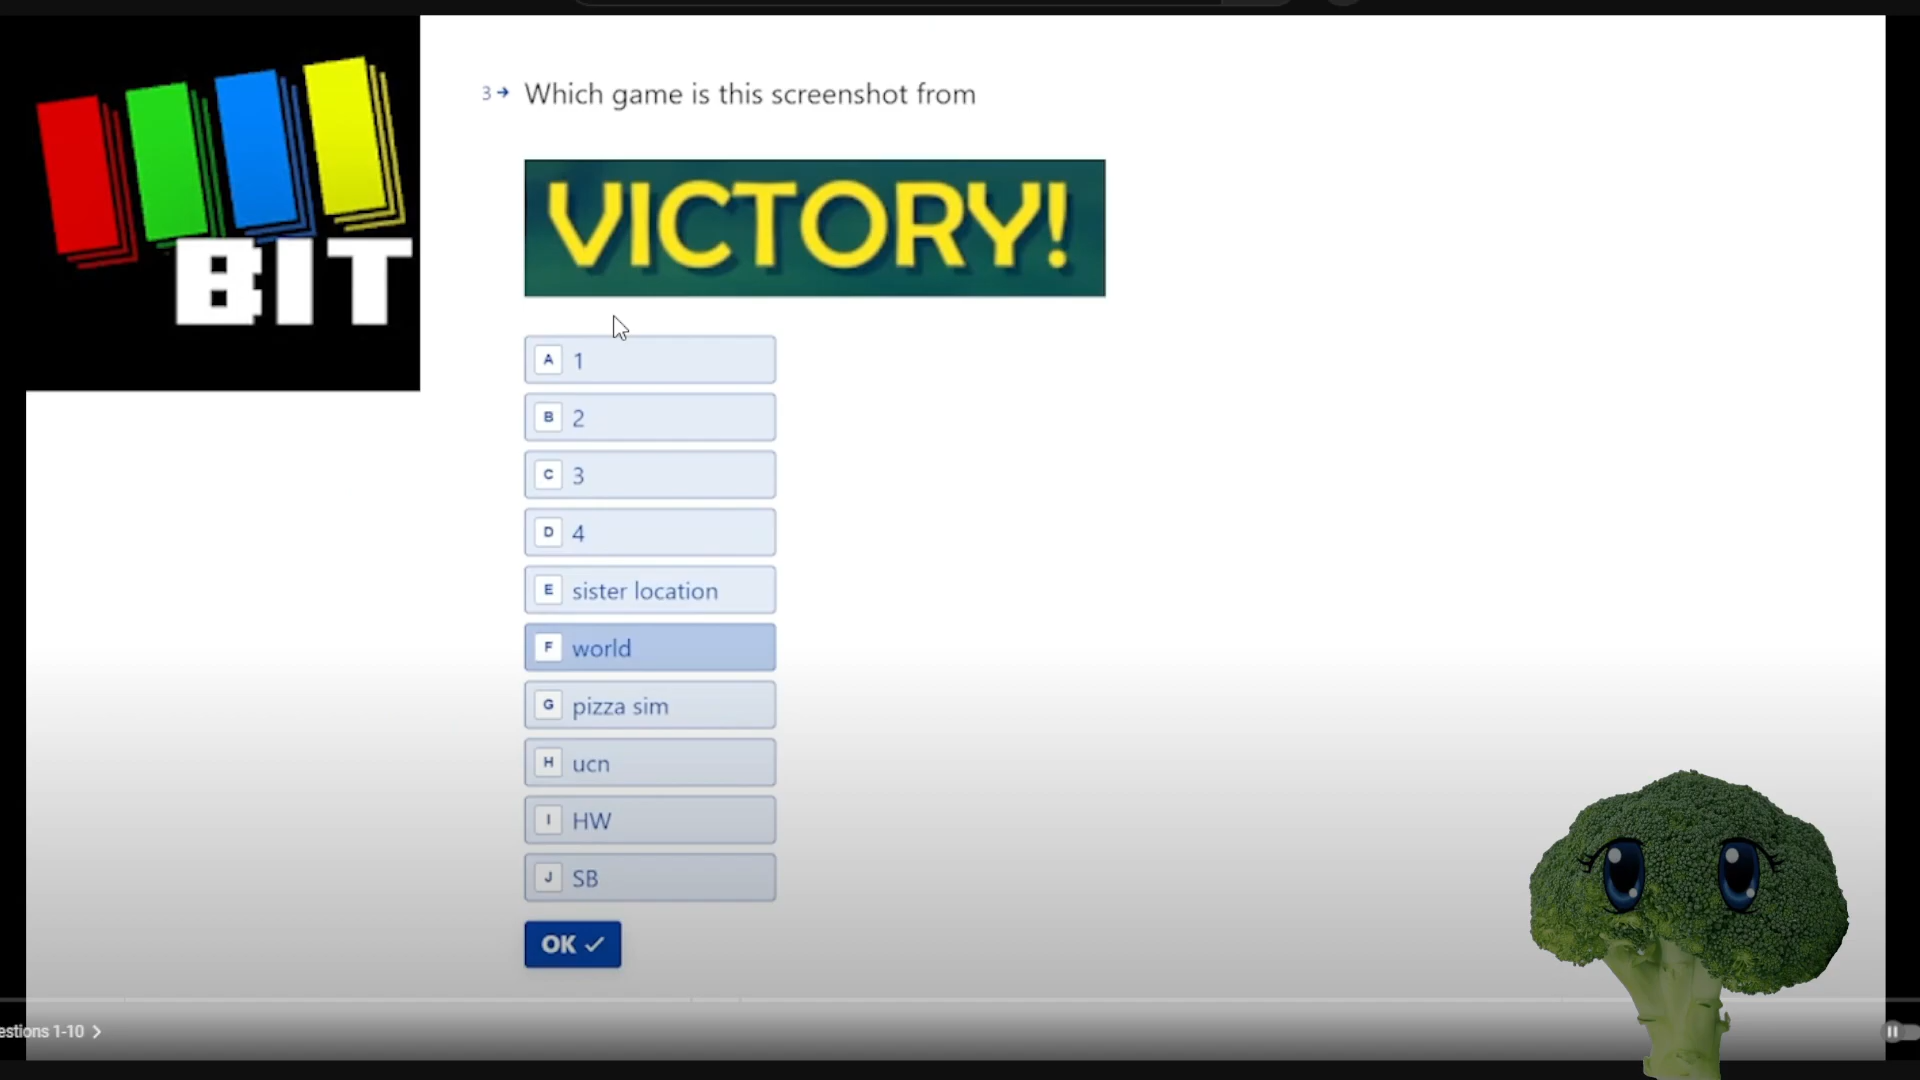 BIT
3 Which game is this screenshot from
VICTORY!
A 1
B 2
C 3
D 4
E sister location
F world
G pizza sim
H ucn
I HW
J SB
OK
estions 1-10